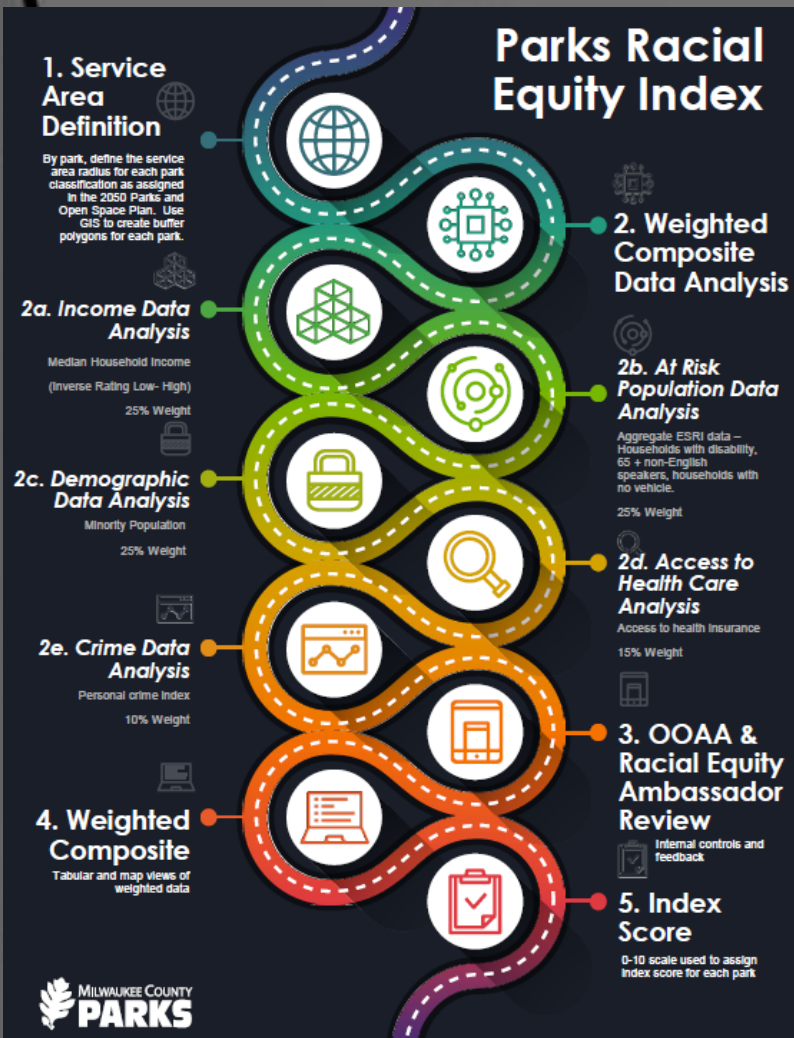 Parks Racial
Equity Index
1. Service
Area
Definition
By park, define the service
area radius for each park
classification as assigned
in the 2050 Parks and
Open Space Plan. Use
GIS to create buffer
polygons for each park.
2. Weighted
Composite
Data Analysis
2a. Income Data
Analysis
Median Household Income
(Inverse Rating Low- High)
25% Weight
2b. At Risk
Population Data
Analysis
Aggregate ESRI data –
Households with disability,
65 + non-English
speakers, households with
no vehicle.
25% Weight
2c. Demographic
Data Analysis
Minority Population
25% Weight
2d. Access to
Health Care
Analysis
Access to health insurance
15% Weight
2e. Crime Data
Analysis
Personal crime index
10% Weight
3. OOAA &
Racial Equity
Ambassador
Review
Internal controls and
feedback
4. Weighted
Composite
Tabular and map views of
weighted data
5. Index
Score
0-10 scale used to assign
index score for each park
MILWAUKEE COUNTY
PARKS